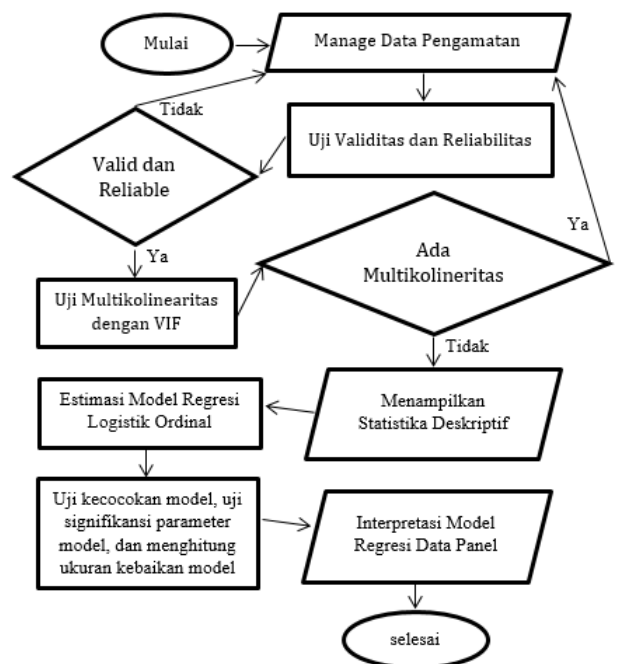 Mulai
Manage Data Pengamatan
Tidak
Uji Validitas dan Reliabilitas
Valid dan
Reliable
Ya
Ya
Ada
Multikolineritas
Uji Multikolinearitas
dengan VIF
Tidak
Estimasi Model Regresi
Logistik Ordinal
Menampilkan
Statistika Deskriptif
Uji kecocokan model, uji
signifikansi parameter
model, dan menghitung
ukuran kebaikan model
Interpretasi Model
Regresi Data Panel
selesai